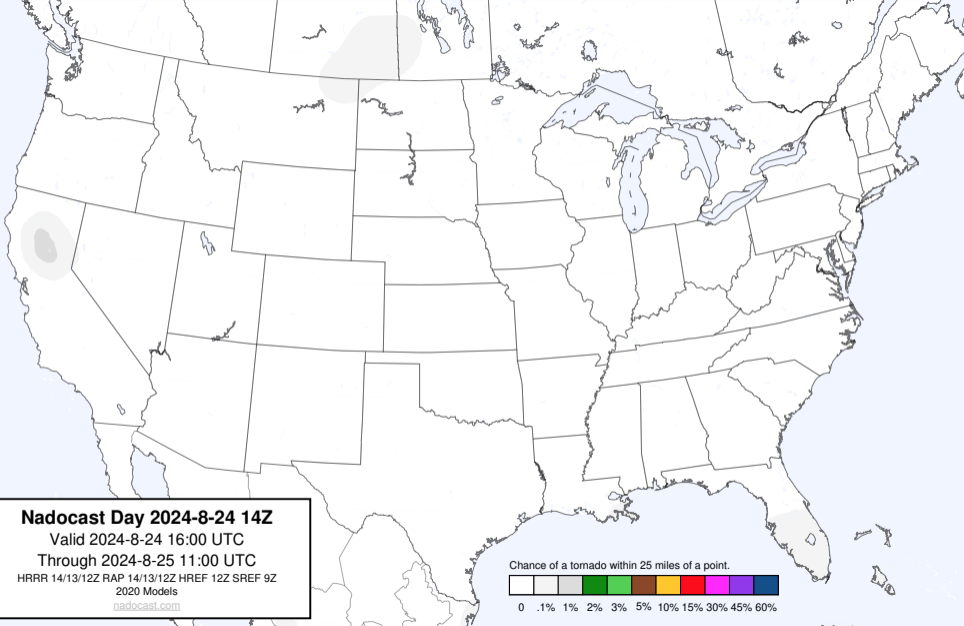 Nadocast Day 2024-8-24 14Z
Valid 2024-8-24 16:00 UTC
Through 2024-8-25 11:00 UTC
HRRR 14/13/12Z RAP 14/13/12Z HREF 12Z SREF 9Z
2020 Models
nadocast.com
Chance of a tornado within 25 miles of a point.
0 .1% 1% 2% 3% 5% 10% 15% 30% 45% 60%